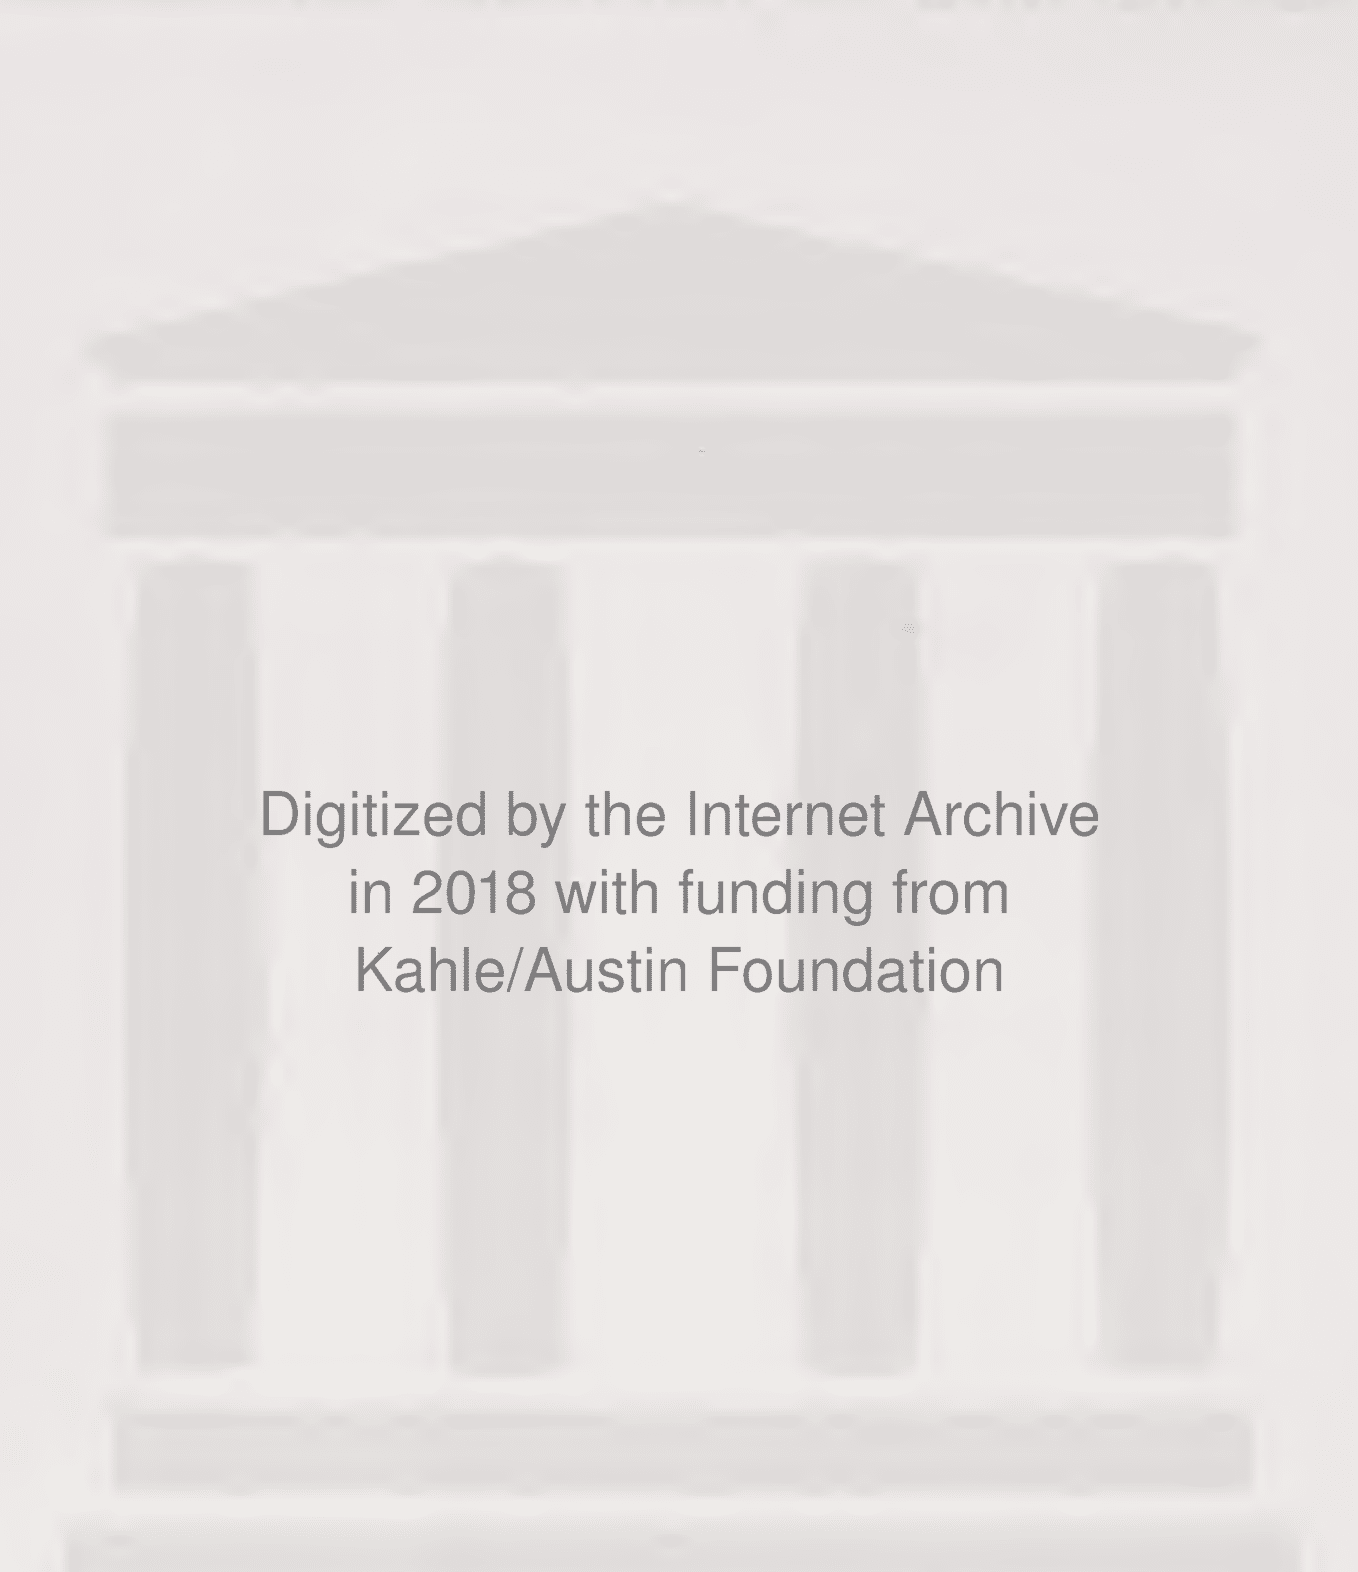 Digitized by the Internet Archive
in 2018 with funding from
Kahle/Austin Foundation